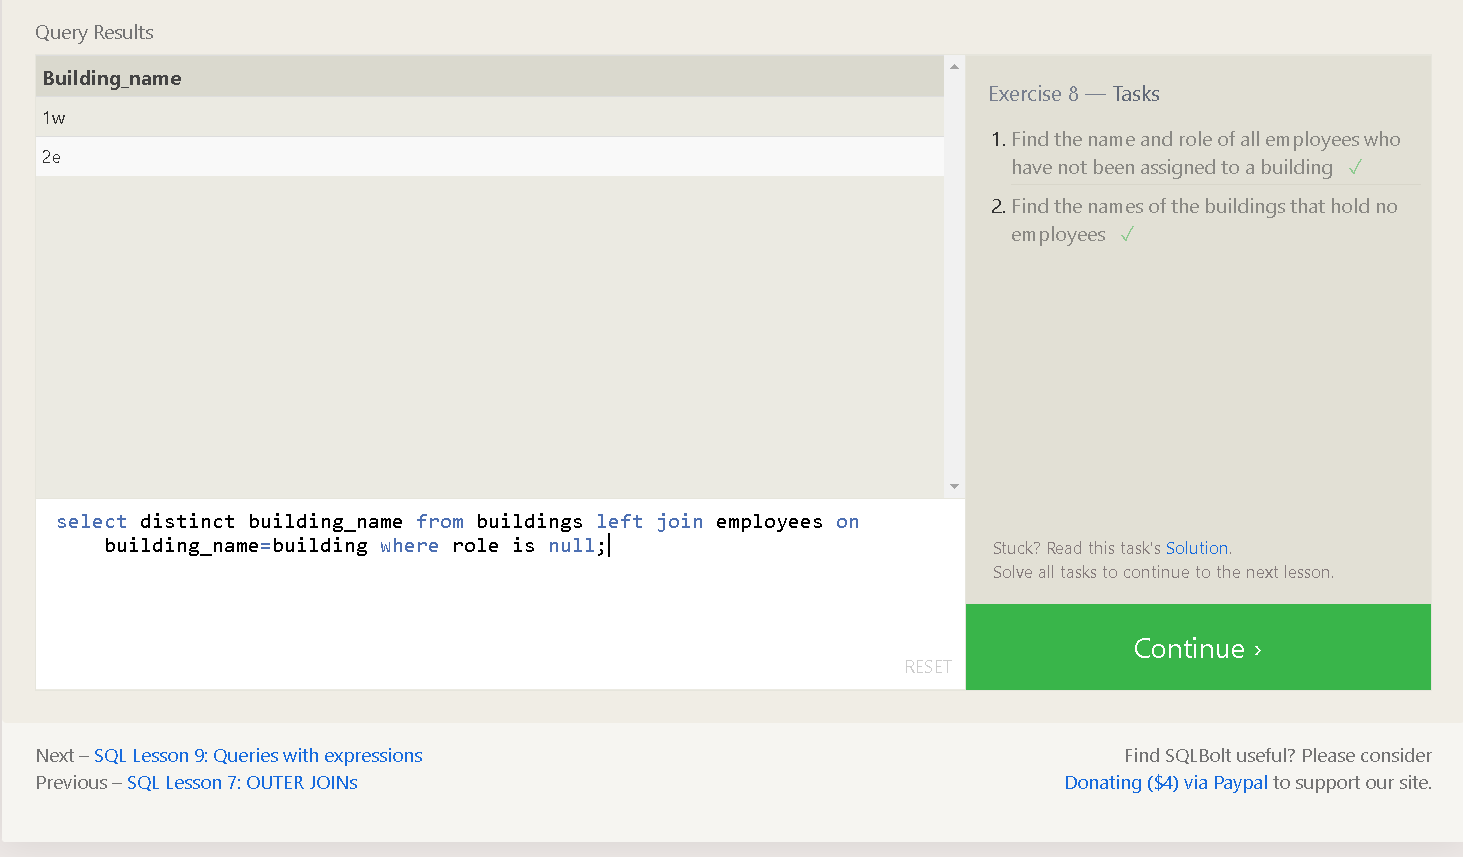 Query Results
Building_name
1w
2e
select distinct building_name from buildings left join employees on
building_name=building where role is null;
RESET
Exercise 8 — Tasks
1. Find the name and role of all employees who
have not been assigned to a building ✓
2. Find the names of the buildings that hold no
employees ✓
Stuck? Read this task's Solution.
Solve all tasks to continue to the next lesson.
Continue ›
Next – SQL Lesson 9: Queries with expressions
Previous – SQL Lesson 7: OUTER JOINs
Find SQLBolt useful? Please consider
Donating ($4) via Paypal to support our site.